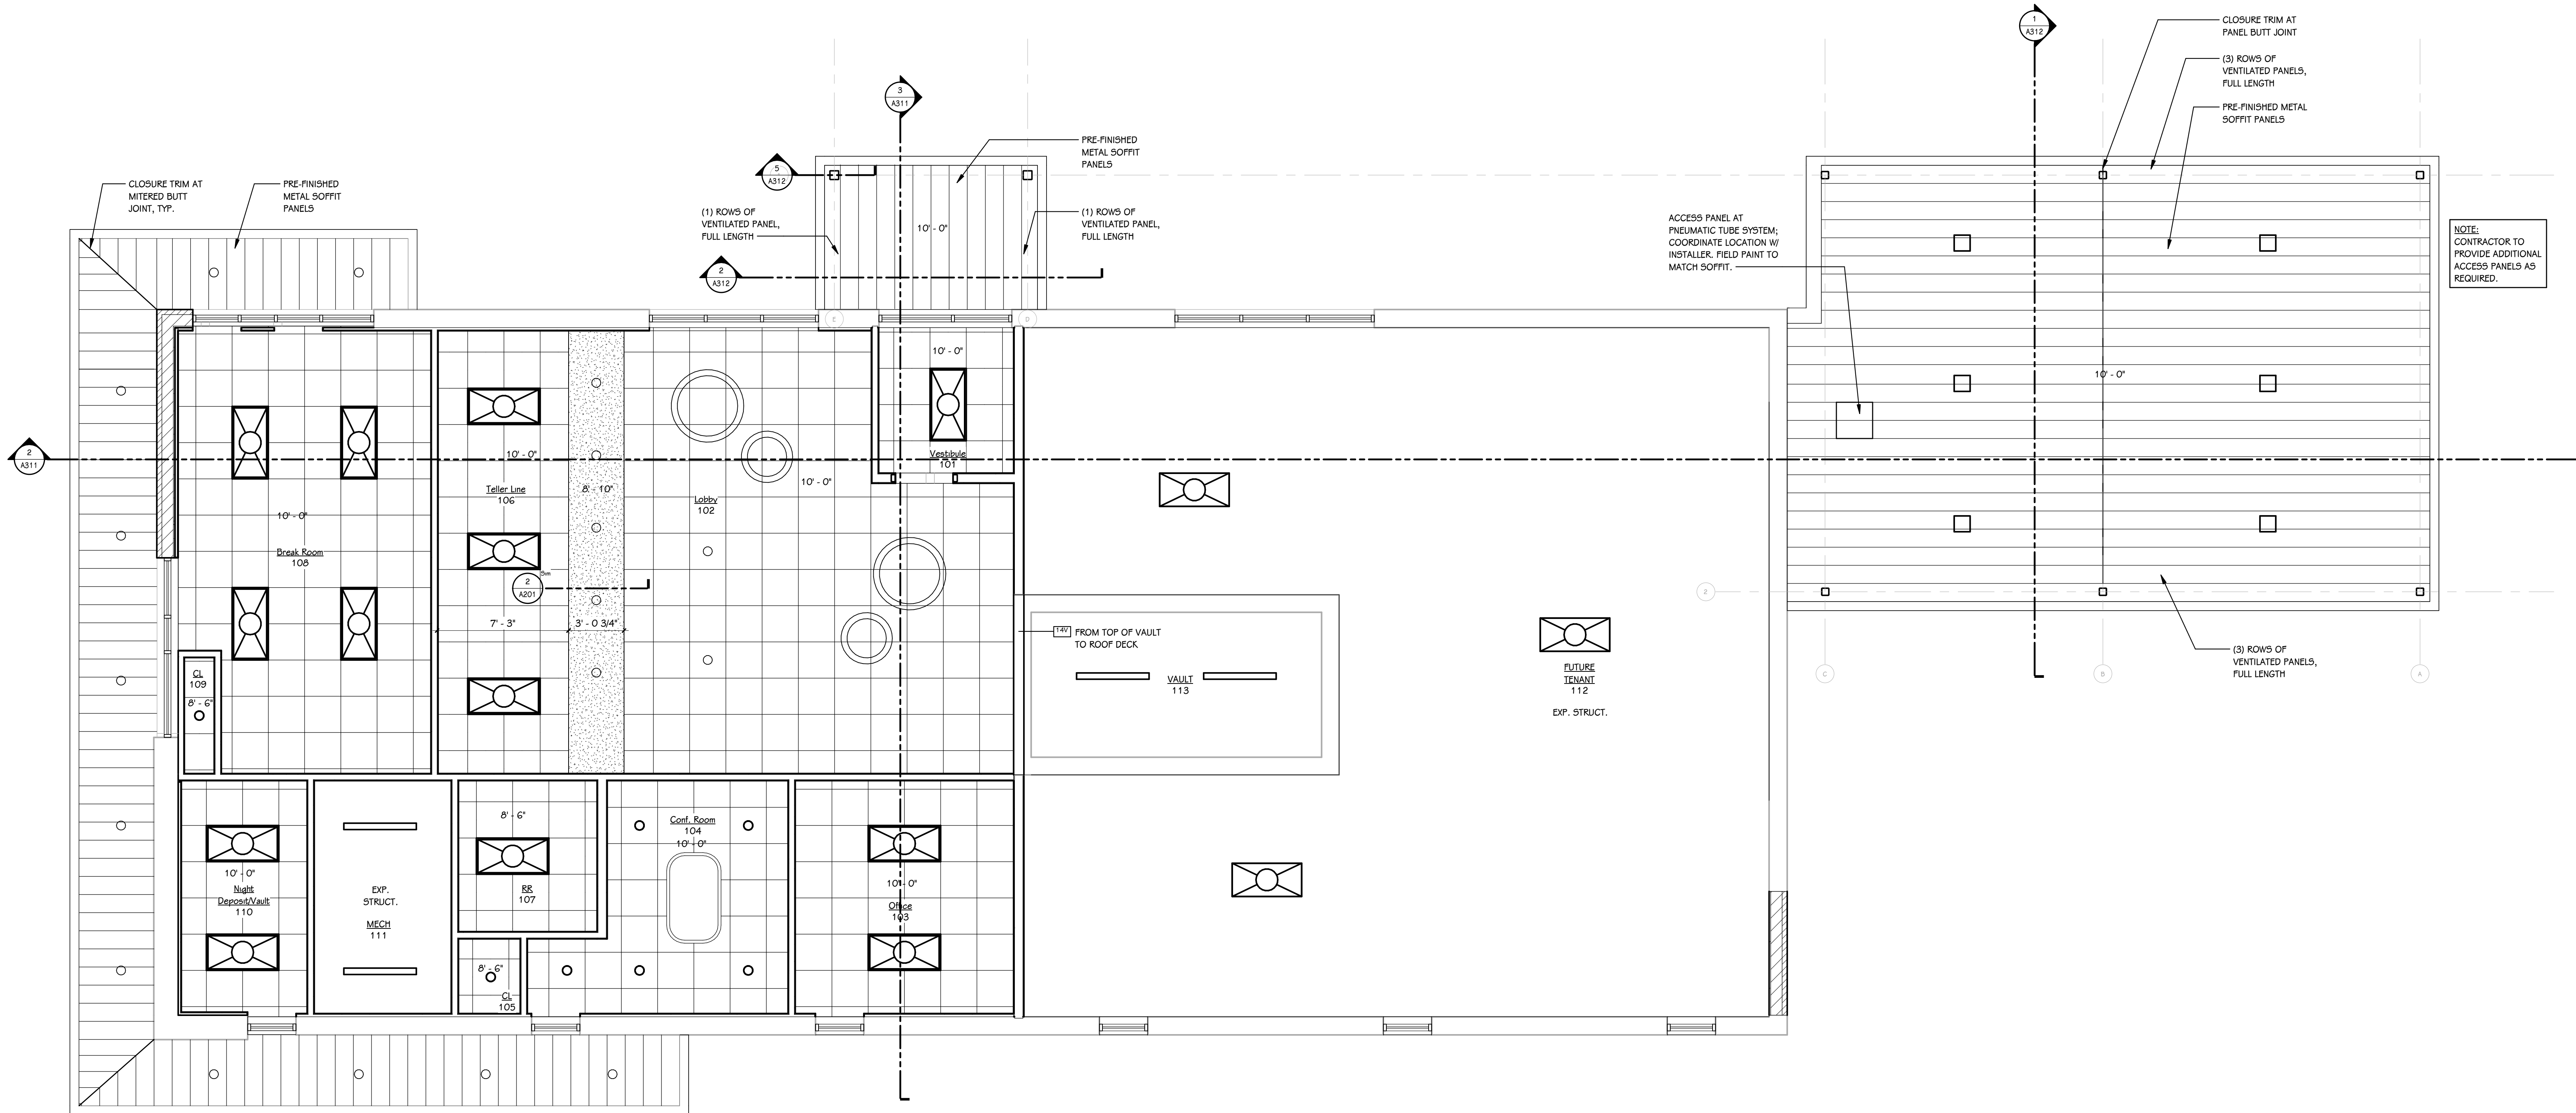 1
A312
CLOSURE TRIM AT
PANEL BUTT JOINT
(3) ROWS OF
VENTILATED PANELS,
FULL LENGTH
PRE-FINISHED METAL
SOFFIT PANELS
3
A311
PRE-FINISHED
METAL SOFFIT
PANELS
5
A312
CLOSURE TRIM AT
MITERED BUTT
JOINT, TYP.
PRE-FINISHED
METAL SOFFIT
PANELS
(1) ROWS OF
VENTILATED PANEL,
FULL LENGTH
(1) ROWS OF
VENTILATED PANEL,
FULL LENGTH
10' - 0"
ACCESS PANEL AT
PNEUMATIC TUBE SYSTEM;
COORDINATE LOCATION W/
INSTALLER. FIELD PAINT TO
MATCH SOFFIT.
NOTE:
CONTRACTOR TO
PROVIDE ADDITIONAL
ACCESS PANELS AS
REQUIRED.
2
A312
E
D
10' - 0"
10' - 0"
2
A311
10' - 0"
Vestibule
101
10' - 0"
Teller Line
106
8' - 10"
Lobby
102
10' - 0"
Break Room
108
Sim
2
A201
2
7' - 3"
3' - 0 3/4"
14V
FROM TOP OF VAULT
TO ROOF DECK
CL
109
8' - 6"
VAULT
113
FUTURE
TENANT
112
EXP. STRUCT.
(3) ROWS OF
VENTILATED PANELS,
FULL LENGTH
C
B
A
8' - 6"
Conf. Room
104
10' - 0"
10' - 0"
Night
Deposit/Vault
110
EXP.
STRUCT.
MECH
111
RR
107
10' - 0"
Office
103
8' - 6"
CL
105